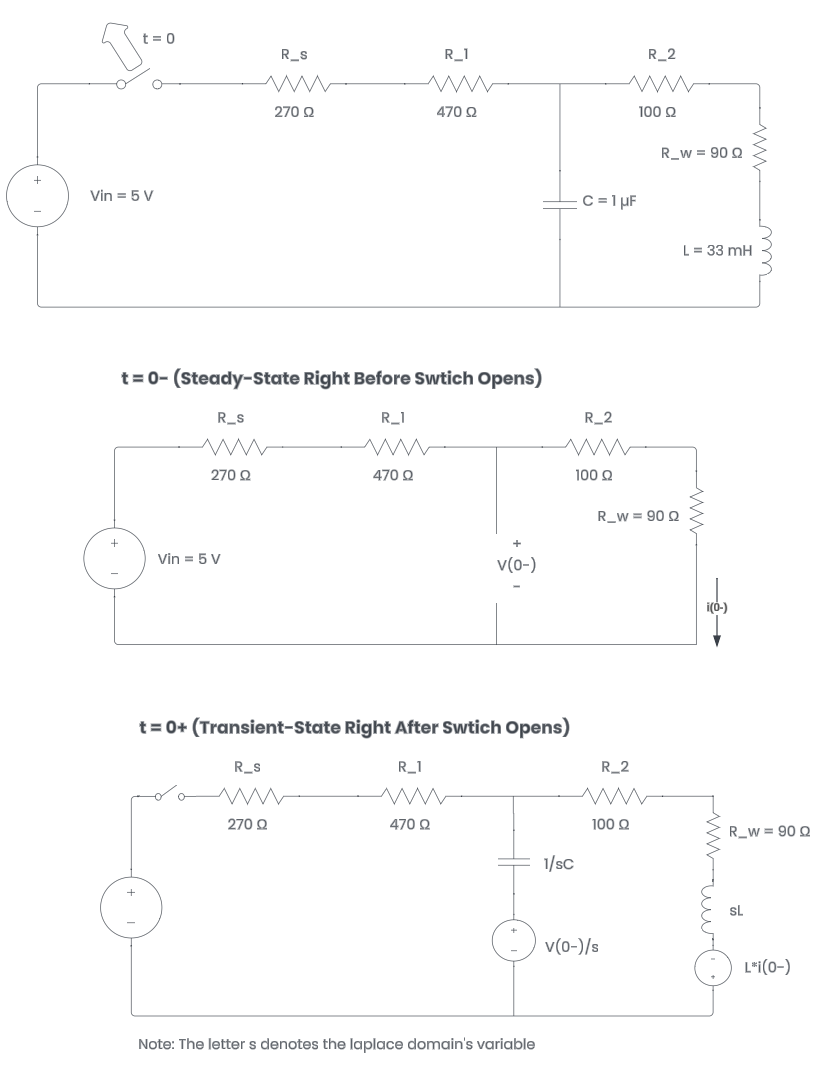 t = 0
R_s
R_1
R_2
270 Ω
470 Ω
100 Ω
R_w = 90 Ω
+
−
Vin = 5 V
C = 1 µF
L = 33 mH
t = 0- (Steady-State Right Before Swtich Opens)
R_s
R_1
R_2
270 Ω
470 Ω
100 Ω
R_w = 90 Ω
+
−
Vin = 5 V
+
V(0-)
-
i(0-)
t = 0+ (Transient-State Right After Swtich Opens)
R_s
R_1
R_2
270 Ω
470 Ω
100 Ω
R_w = 90 Ω
1/sC
+
−
sL
+
−
V(0-)/s
-
+
L*i(0-)
Note: The letter s denotes the laplace domain's variable